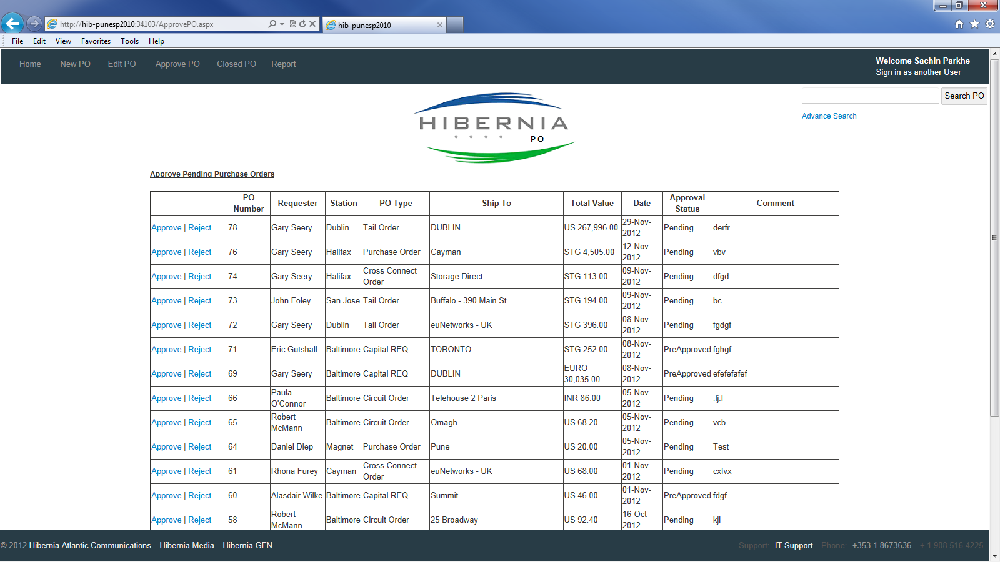 http://hib-punesp2010:34103/ApprovePO.aspx
hib-punesp2010
File Edit View Favorites Tools Help
Home New PO Edit PO Approve PO Closed PO Report
Welcome Sachin Parkhe
Sign in as another User
Search PO
Advance Search
HIBERNIA
PO
Approve Pending Purchase Orders
PO Number Requester Station PO Type Ship To Total Value Date Approval Status Comment
Approve | Reject 78 Gary Seery Dublin Tail Order DUBLIN US 267,996.00 29-Nov-2012 Pending derfr
Approve | Reject 76 Gary Seery Halifax Purchase Order Cayman STG 4,505.00 12-Nov-2012 Pending vbv
Approve | Reject 74 Gary Seery Halifax Cross Connect Order Storage Direct STG 113.00 09-Nov-2012 Pending dfgd
Approve | Reject 73 John Foley San Jose Tail Order Buffalo - 390 Main St STG 194.00 09-Nov-2012 Pending bc
Approve | Reject 72 Gary Seery Dublin Tail Order euNetworks - UK STG 396.00 08-Nov-2012 Pending fgdgf
Approve | Reject 71 Eric Gutshall Baltimore Capital REQ TORONTO STG 252.00 08-Nov-2012 PreApproved fghgf
Approve | Reject 69 Gary Seery Baltimore Capital REQ DUBLIN EURO 30,035.00 08-Nov-2012 PreApproved efefefafef
Approve | Reject 66 Paula O'Connor Baltimore Circuit Order Telehouse 2 Paris INR 86.00 05-Nov-2012 Pending .lj.l
Approve | Reject 65 Robert McMann Baltimore Circuit Order Omagh US 68.20 05-Nov-2012 Pending vcb
Approve | Reject 64 Daniel Diep Magnet Purchase Order Pune US 20.00 05-Nov-2012 Pending Test
Approve | Reject 61 Rhona Furey Cayman Cross Connect Order euNetworks - UK US 68.00 01-Nov-2012 Pending cxfvx
Approve | Reject 60 Alasdair Wilke Baltimore Capital REQ Summit US 46.00 01-Nov-2012 PreApproved fdgf
Approve | Reject 58 Robert McMann Baltimore Circuit Order 25 Broadway US 92.40 16-Oct-2012 Pending kjl
© 2012 Hibernia Atlantic Communications Hibernia Media Hibernia GFN Support: IT Support Phone: +353 1 8673636 + 1 908 516 4225